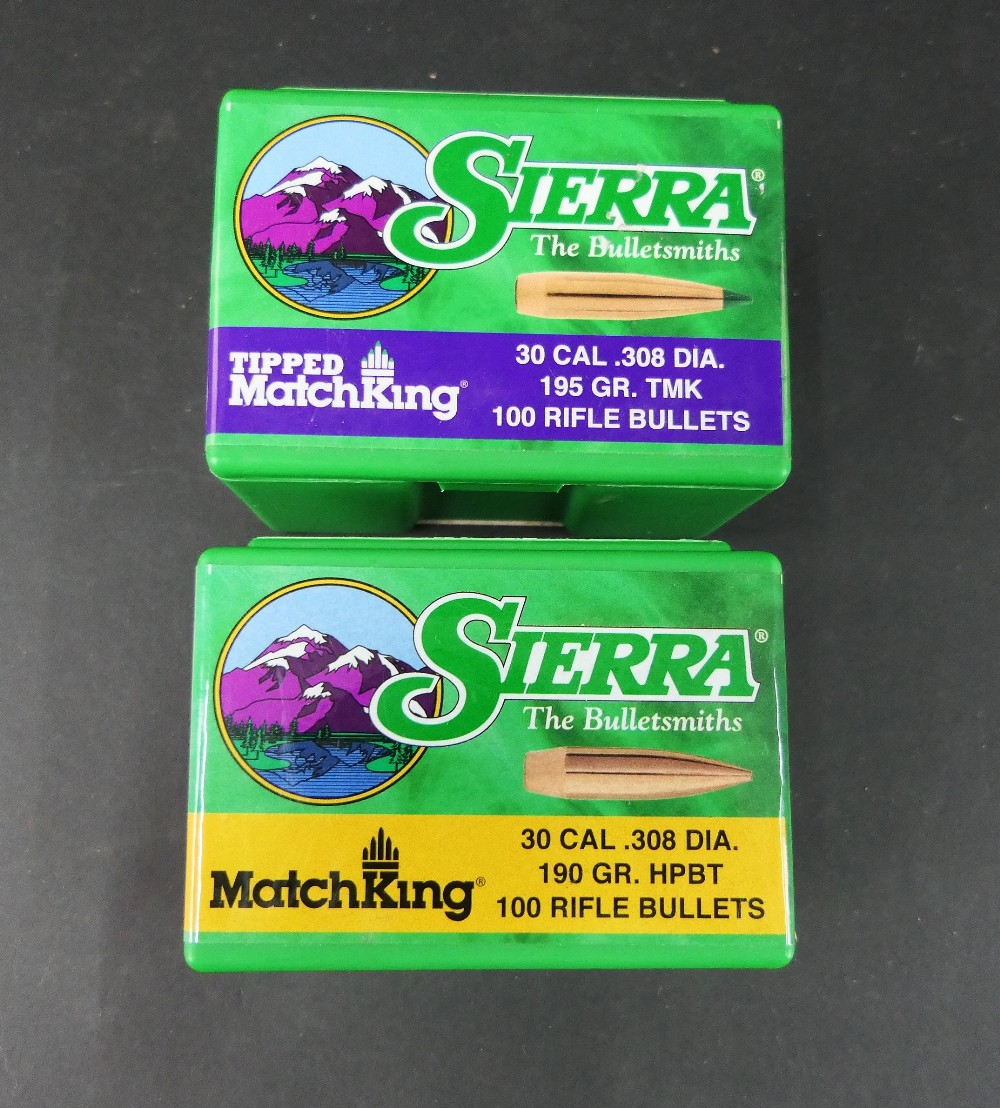 SIERRA®
The Bulletsmiths
TIPPED
MatchKing®
30 CAL .308 DIA.
195 GR. TMK
100 RIFLE BULLETS
SIERRA®
The Bulletsmiths
MatchKing®
30 CAL .308 DIA.
190 GR. HPBT
100 RIFLE BULLETS